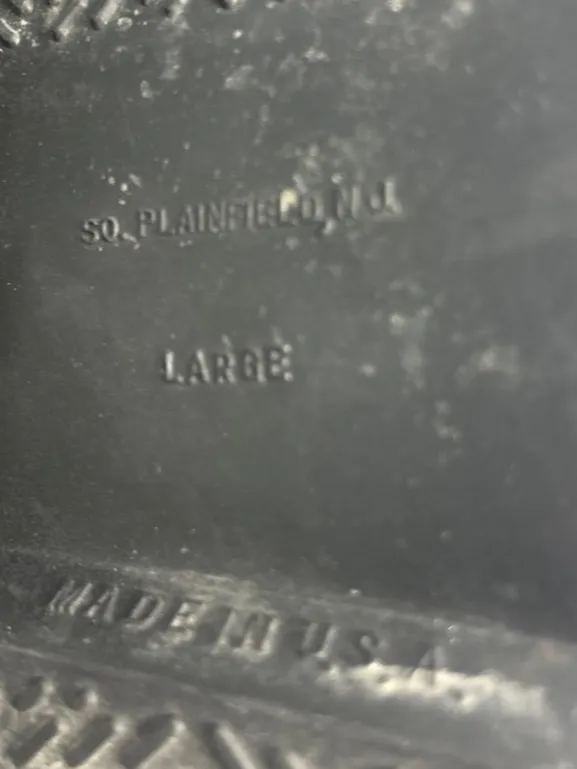 SO. PLAINFIELD, N.J.
LARGE
MADE IN U.S.A.